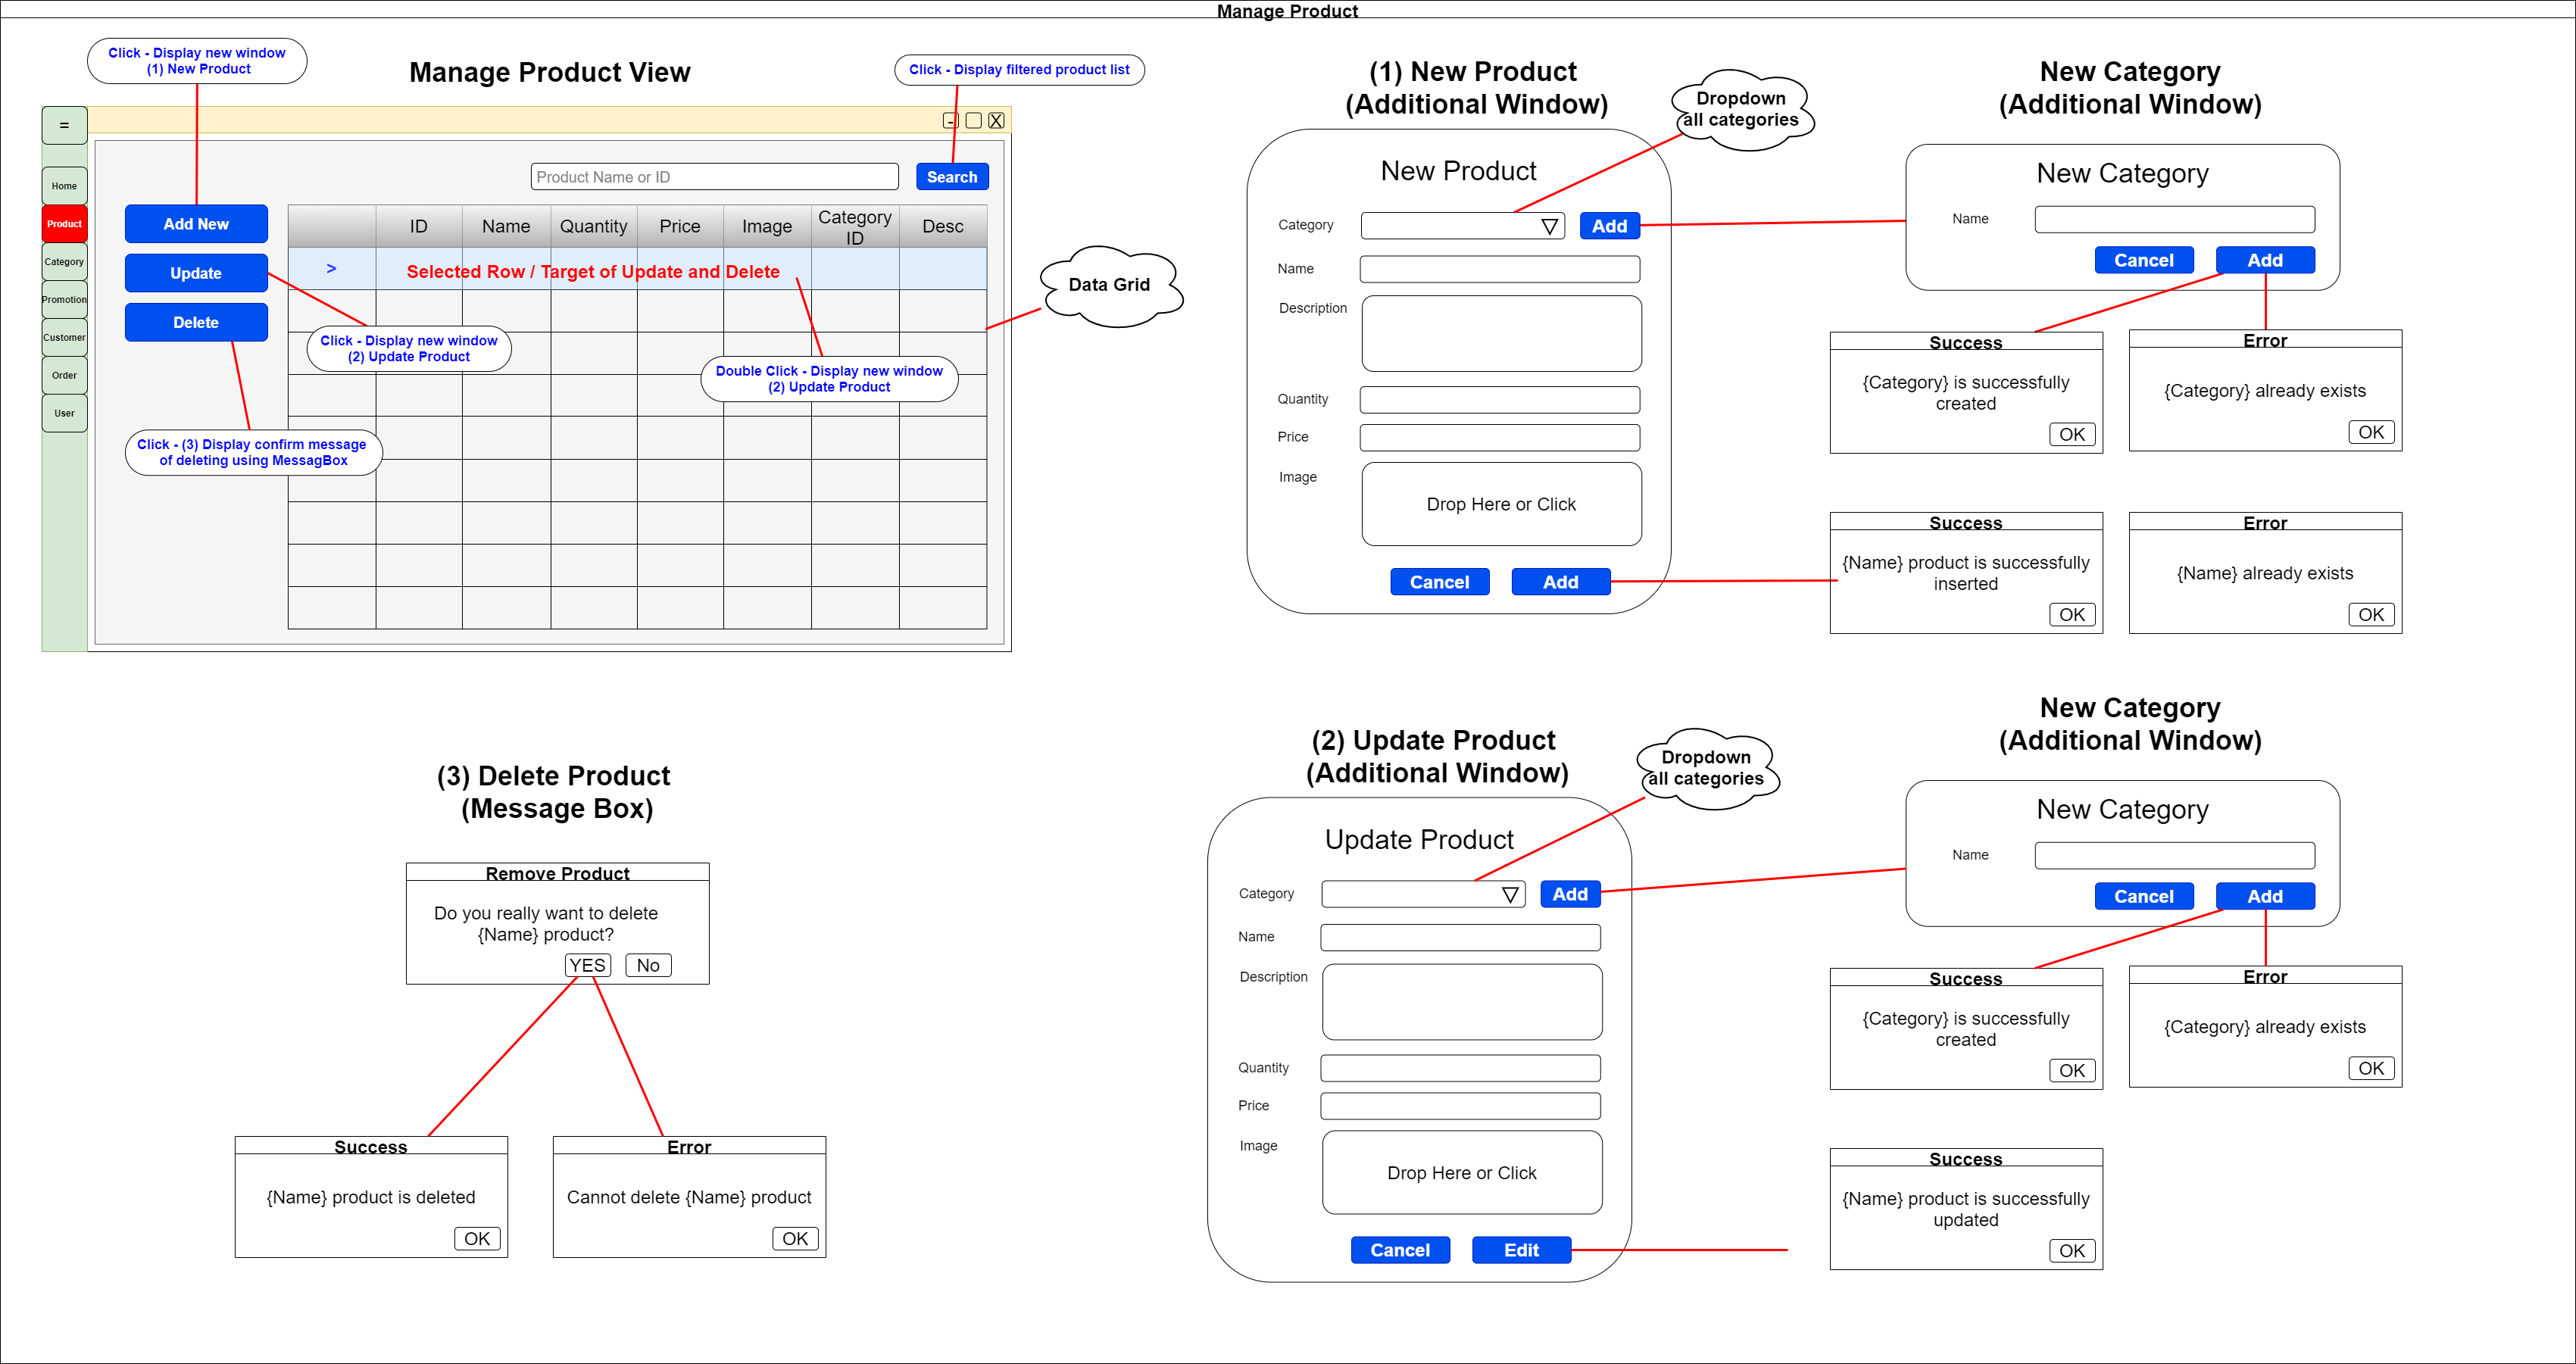 Manage Product
Manage Product View
Click - Display new window
(1) New Product
Click - Display filtered product list
=
- X
Home
Product
Category
Promotion
Customer
Order
User
Product Name or ID
Search
Add New
Update
Delete
ID
Name
Quantity
Price
Image
Category
ID
Desc
>
Selected Row / Target of Update and Delete
Data Grid
Click - Display new window
(2) Update Product
Double Click - Display new window
(2) Update Product
Click - (3) Display confirm message
of deleting using MessagBox
(1) New Product
(Additional Window)
Dropdown
all categories
New Product
Category
Add
Name
Description
Quantity
Price
Image
Drop Here or Click
Cancel
Add
New Category
(Additional Window)
New Category
Name
Cancel
Add
Success
{Category} is successfully
created
OK
Error
{Category} already exists
OK
Success
{Name} product is successfully
inserted
OK
Error
{Name} already exists
OK
(3) Delete Product
(Message Box)
Remove Product
Do you really want to delete
{Name} product?
YES
No
Success
{Name} product is deleted
OK
Error
Cannot delete {Name} product
OK
(2) Update Product
(Additional Window)
Dropdown
all categories
Update Product
Category
Add
Name
Description
Quantity
Price
Image
Drop Here or Click
Cancel
Edit
New Category
(Additional Window)
New Category
Name
Cancel
Add
Success
{Category} is successfully
created
OK
Error
{Category} already exists
OK
Success
{Name} product is successfully
updated
OK